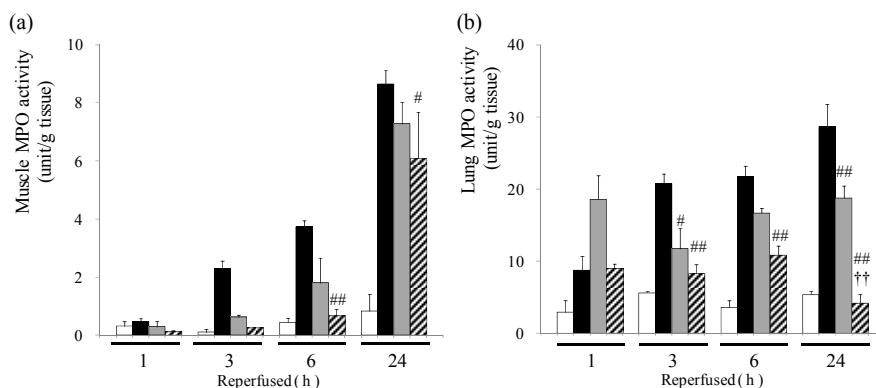 (a)
Muscle MPO activity
(unit/g tissue)
10
8
6
4
2
0
##
#
1 3 6 24
Reperfused ( h )
(b)
Lung MPO activity
(unit/g tissue)
40
30
20
10
0
#
##
##
##
##
††
1 3 6 24
Reperfused ( h )